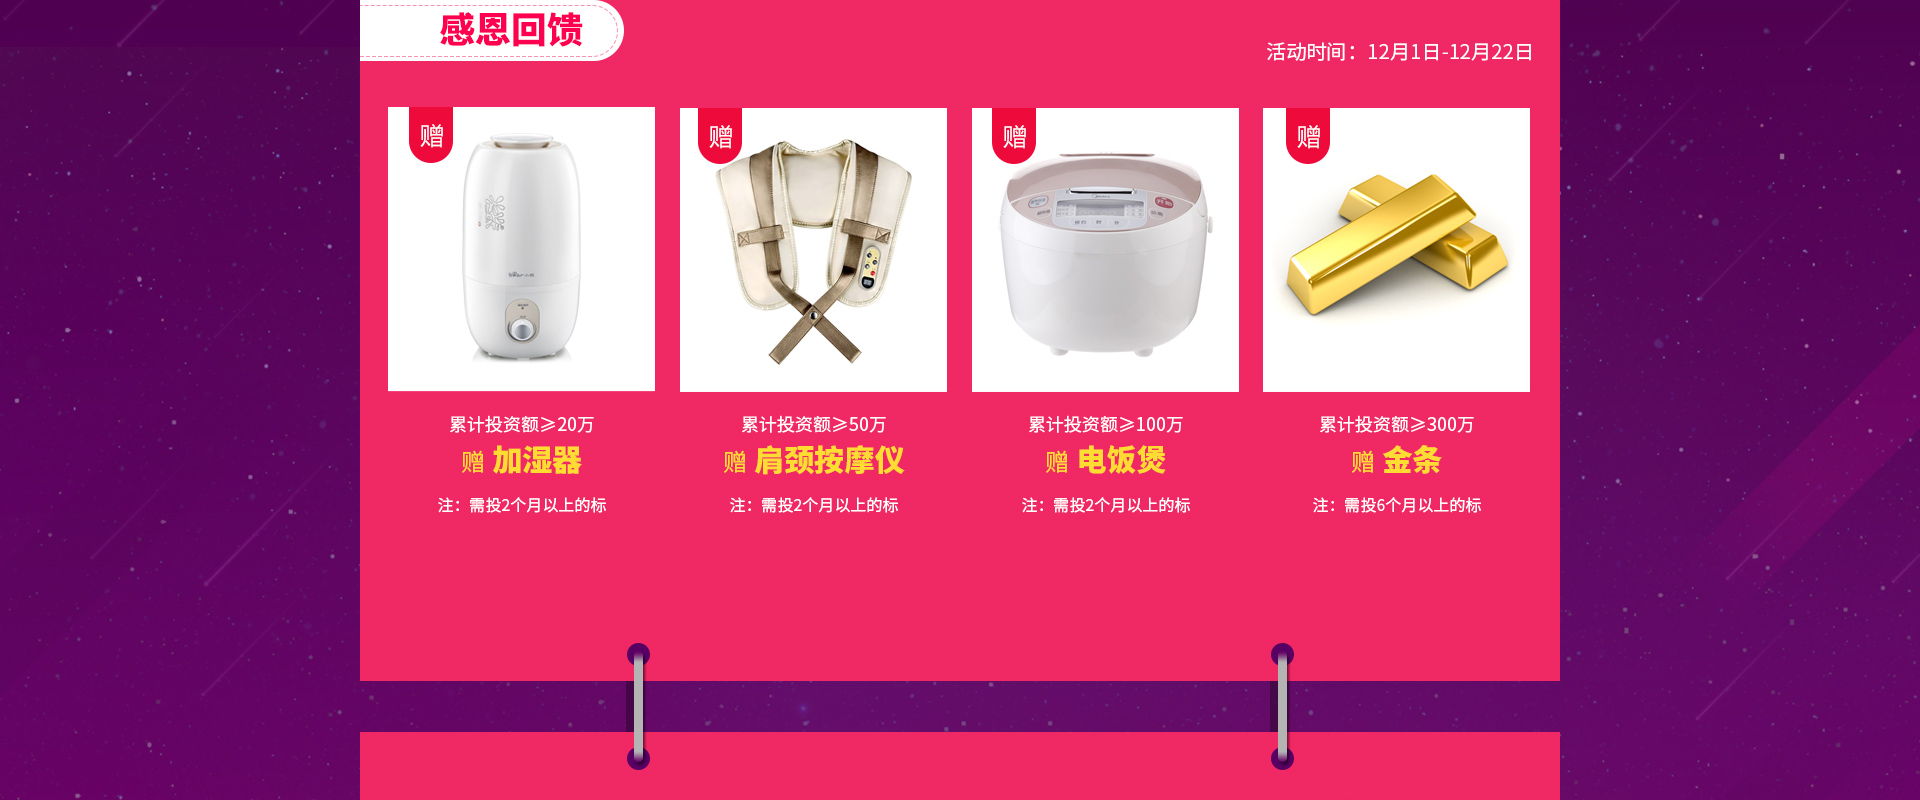 感恩回馈
活动时间：12月1日-12月22日
赠
赠
赠
赠
累计投资额≥20万
赠 加湿器
注：需投2个月以上的标
累计投资额≥50万
赠 肩颈按摩仪
注：需投2个月以上的标
累计投资额≥100万
赠 电饭煲
注：需投2个月以上的标
累计投资额≥300万
赠 金条
注：需投6个月以上的标